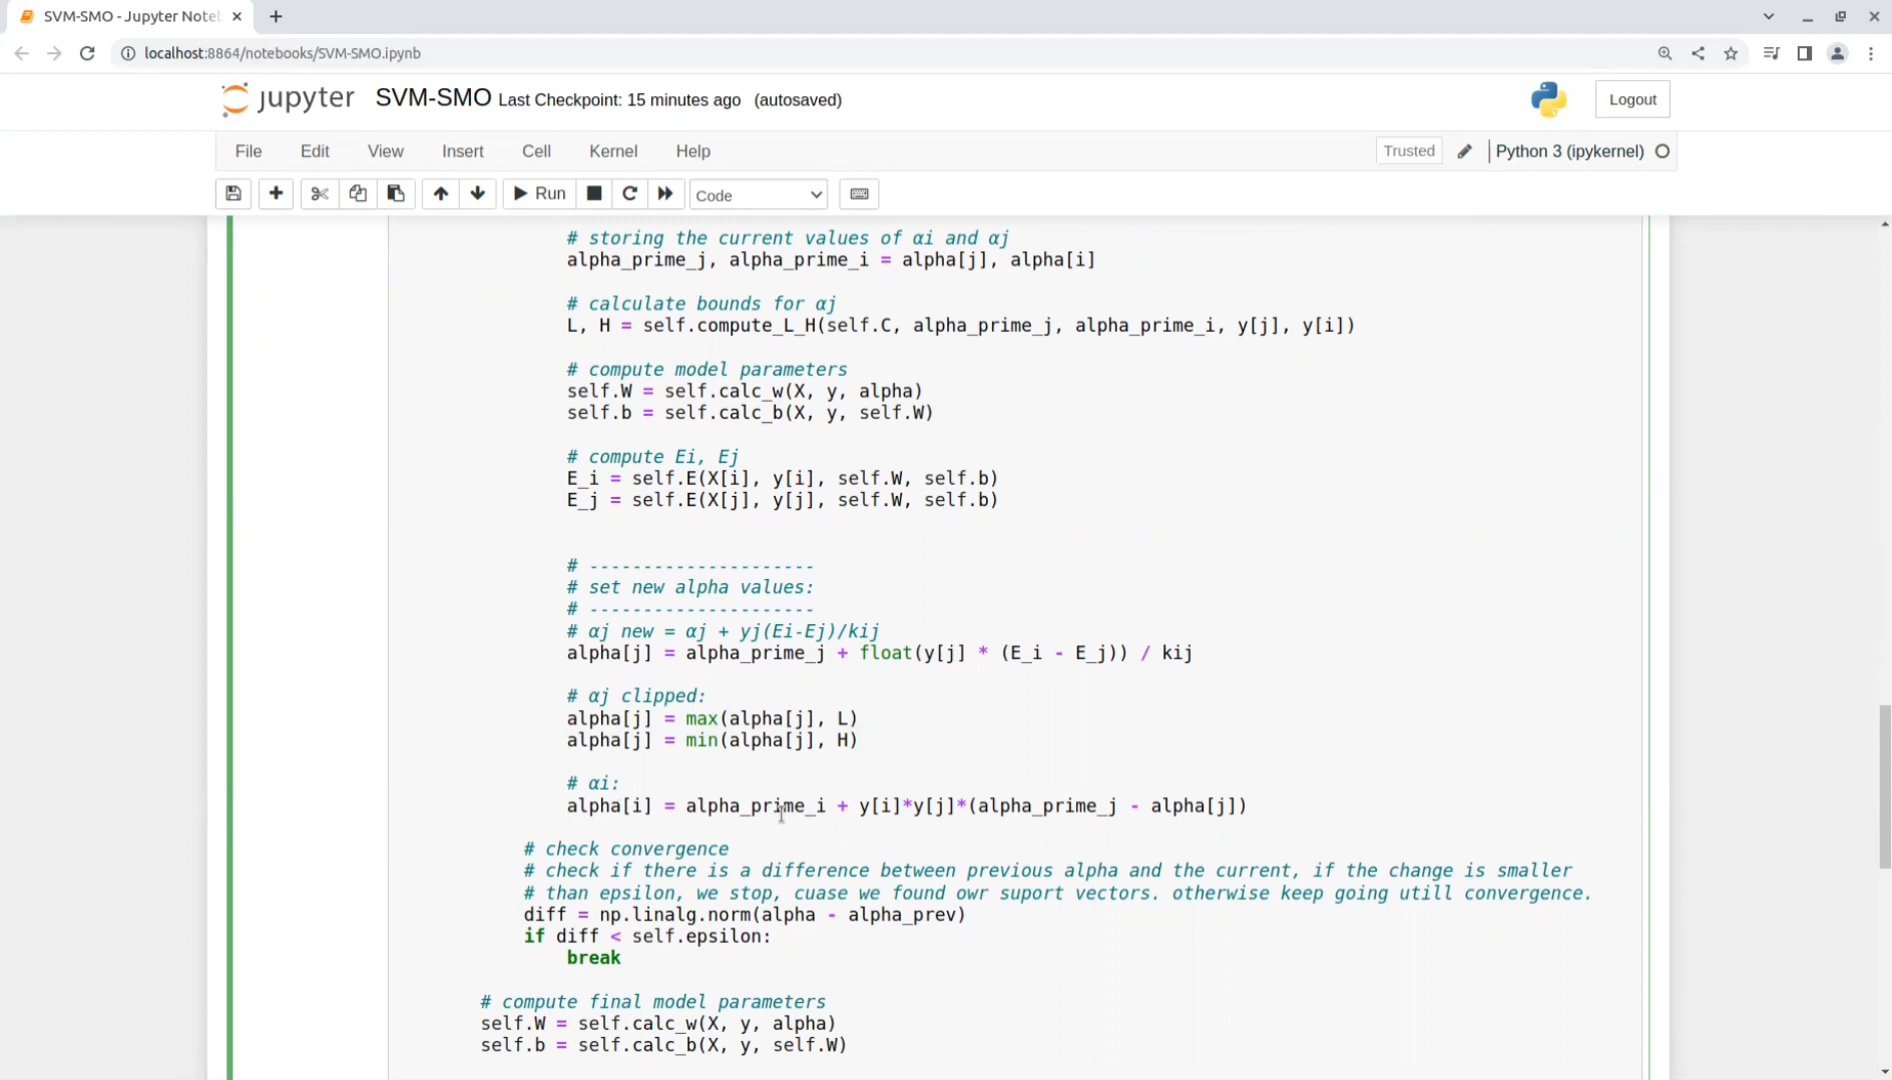 SVM-SMO - Jupyter Note
localhost:8864/notebooks/SVM-SMO.ipynb
jupyter SVM-SMO Last Checkpoint: 15 minutes ago (autosaved)
Logout
File Edit View Insert Cell Kernel Help
Trusted
Python 3 (ipykernel)
Run
Code
# storing the current values of αi and αj
alpha_prime_j, alpha_prime_i = alpha[j], alpha[i]
# calculate bounds for αj
L, H = self.compute_L_H(self.C, alpha_prime_j, alpha_prime_i, y[j], y[i])
# compute model parameters
self.W = self.calc_w(X, y, alpha)
self.b = self.calc_b(X, y, self.W)
# compute Ei, Ej
E_i = self.E(X[i], y[i], self.W, self.b)
E_j = self.E(X[j], y[j], self.W, self.b)
# ---------------------
# set new alpha values:
# ---------------------
# αj new = αj + yj(Ei-Ej)/kij
alpha[j] = alpha_prime_j + float(y[j] * (E_i - E_j)) / kij
# αj clipped:
alpha[j] = max(alpha[j], L)
alpha[j] = min(alpha[j], H)
# αi:
alpha[i] = alpha_prime_i + y[i]*y[j]*(alpha_prime_j - alpha[j])
# check convergence
# check if there is a difference between previous alpha and the current, if the change is smaller
# than epsilon, we stop, cuase we found owr suport vectors. otherwise keep going utill convergence.
diff = np.linalg.norm(alpha - alpha_prev)
if diff < self.epsilon:
break
# compute final model parameters
self.W = self.calc_w(X, y, alpha)
self.b = self.calc_b(X, y, self.W)